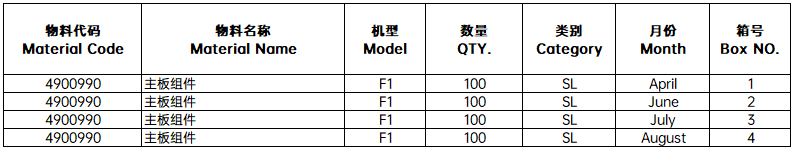 物料代码 物料名称 机型 数量 类别 月份 箱号
Material Code Material Name Model QTY. Category Month Box NO.
4900990 主板组件 F1 100 SL April 1
4900990 主板组件 F1 100 SL June 2
4900990 主板组件 F1 100 SL July 3
4900990 主板组件 F1 100 SL August 4